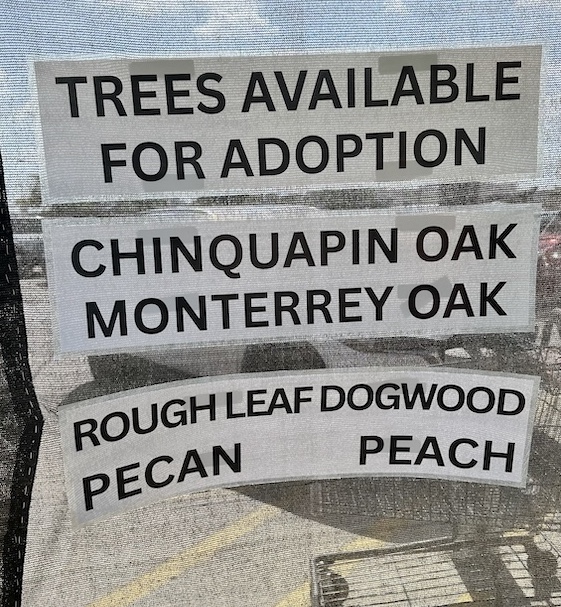 TREES AVAILABLE
FOR ADOPTION
CHINQUAPIN OAK
MONTERREY OAK
ROUGH LEAF DOGWOOD
PECAN PEACH